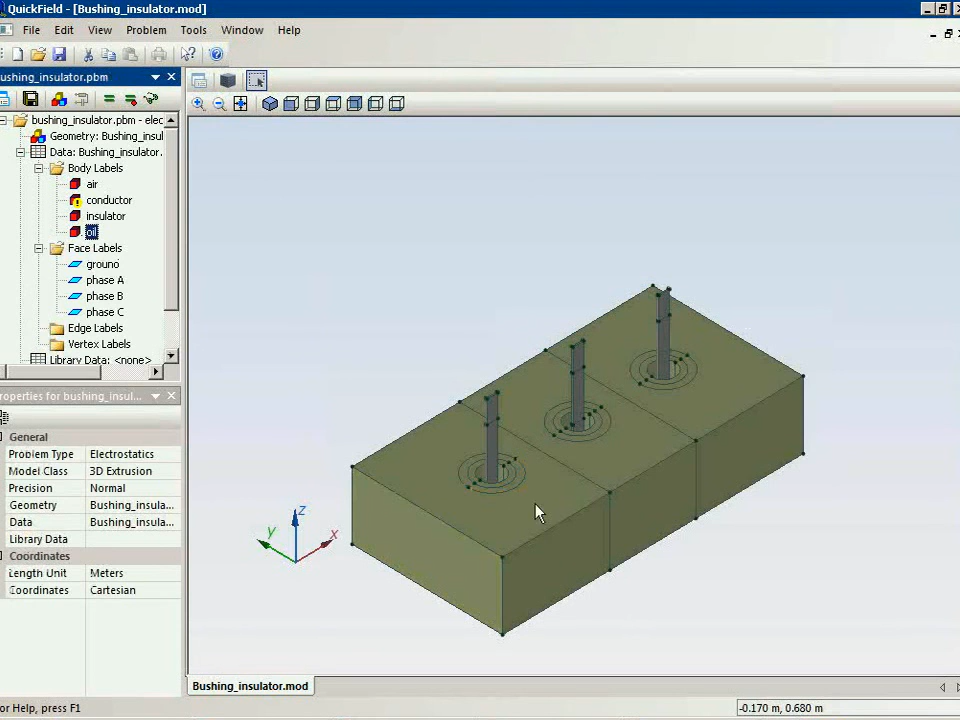 QuickField - [Bushing_insulator.mod]
File Edit View Problem Tools Window Help
ushing_insulator.pbm
bushing_insulator.pbm - elec
Geometry: Bushing_insul
Data: Bushing_insulator.
Body Labels
air
conductor
insulator
oil
Face Labels
ground
phase A
phase B
phase C
Edge Labels
Vertex Labels
Library Data: <none>
roperties for bushing_insul...
General
Problem Type Electrostatics
Model Class 3D Extrusion
Precision Normal
Geometry Bushing_insula...
Data Bushing_insula...
Library Data
Coordinates
Length Unit Meters
Coordinates Cartesian
z
y
x
Bushing_insulator.mod
or Help, press F1
-0.170 m, 0.680 m